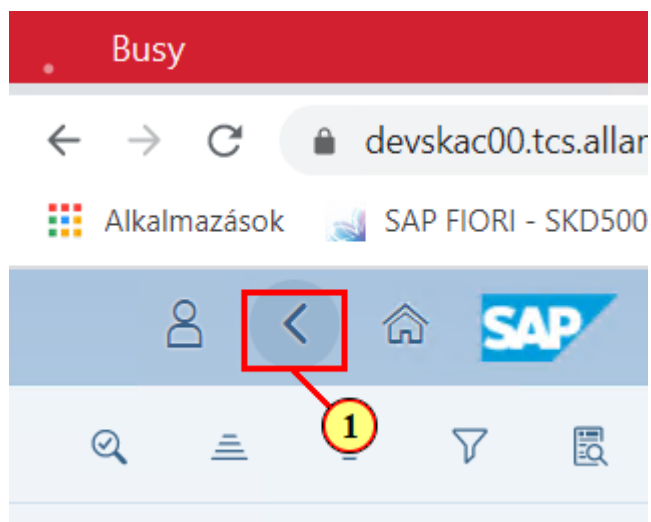 Busy
devskac00.tcs.allar
Alkalmazások SAP FIORI - SKD500
SAP
1